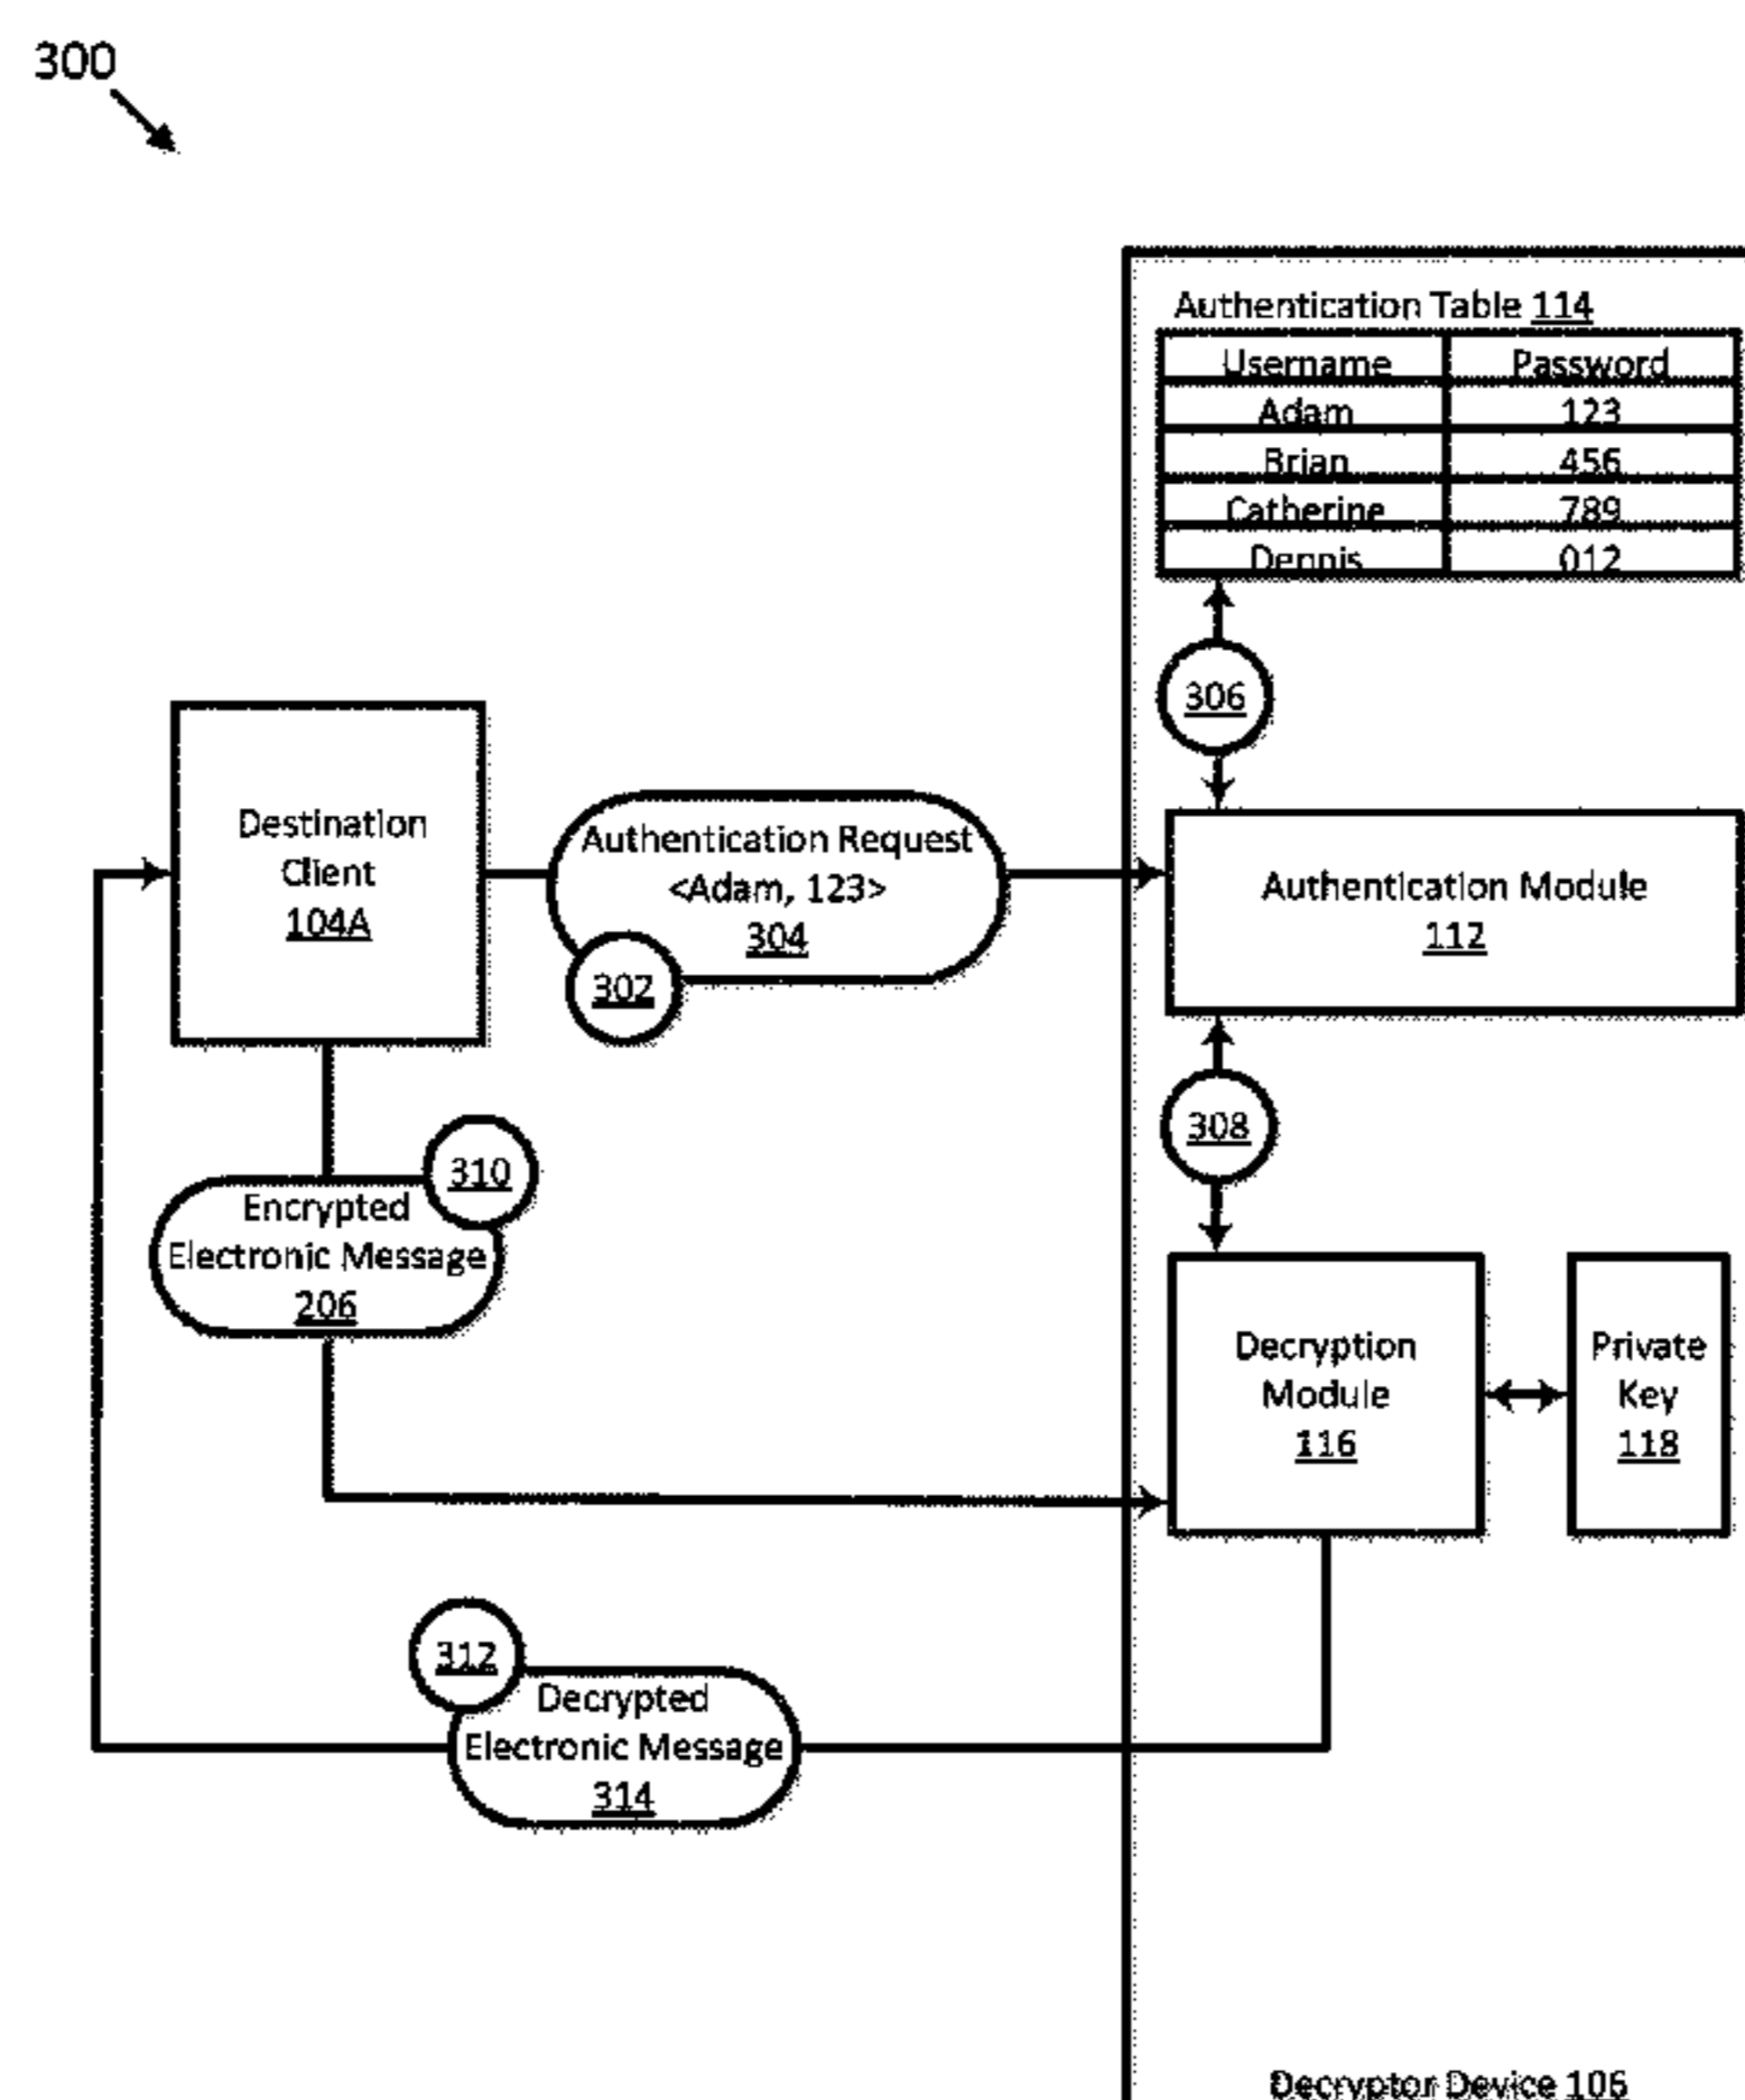 300
Authentication Table 114
Username Password
Adam 123
Brian 456
Catherine 789
Dennis 012
306
Destination
Client
104A
Authentication Request
<Adam, 123>
304
302
Authentication Module
112
308
310
Encrypted
Electronic Message
206
Decryption
Module
116
Private
Key
118
312
Decrypted
Electronic Message
314
Decryptor Device 106